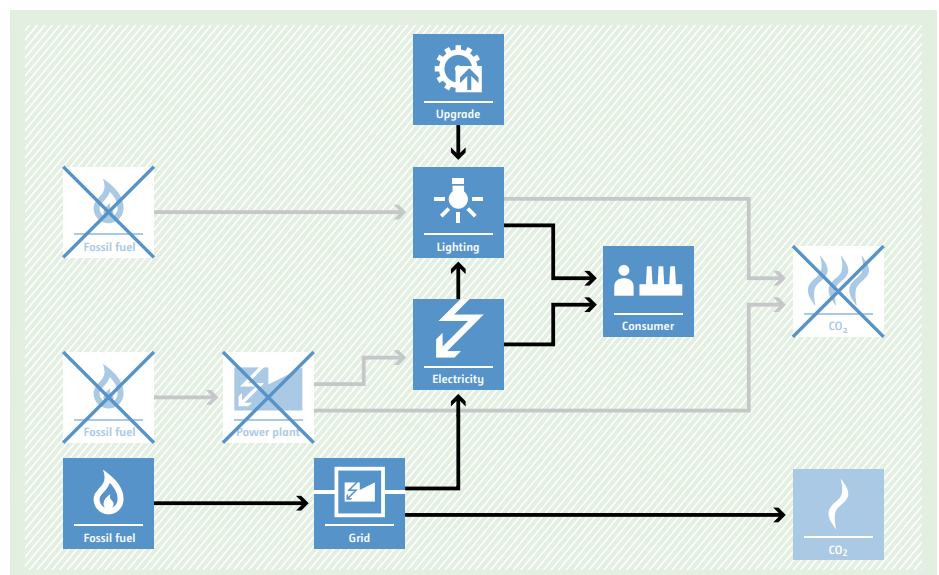 Upgrade
Fossil fuel
Lighting
Consumer
CO₂
Electricity
Fossil fuel
Power plant
Fossil fuel
Grid
CO₂